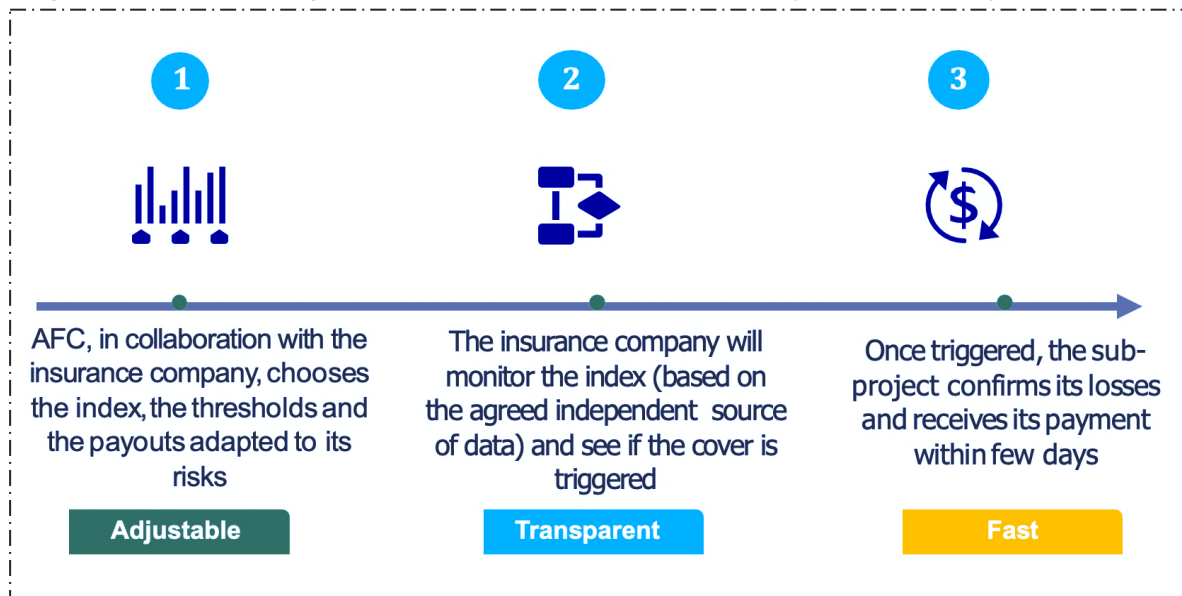 1
2
3
$
AFC, in collaboration with the
insurance company, chooses
the index, the thresholds and
the payouts adapted to its
risks
The insurance company will
monitor the index (based on
the agreed independent source
of data) and see if the cover is
triggered
Once triggered, the sub-
project confirms its losses
and receives its payment
within few days
Adjustable
Transparent
Fast